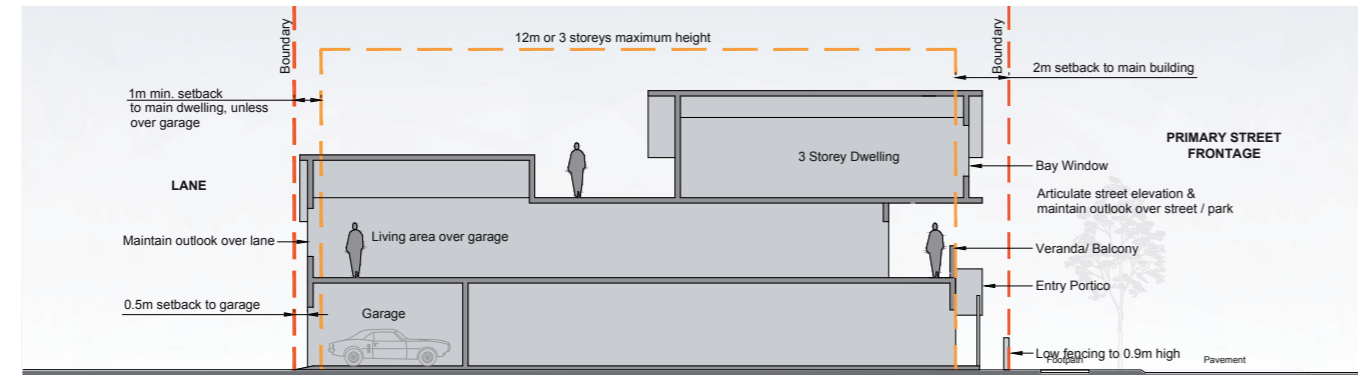 Boundary
12m or 3 storeys maximum height
Boundary
2m setback to main building
1m min. setback
to main dwelling, unless
over garage
3 Storey Dwelling
PRIMARY STREET
FRONTAGE
Bay Window
LANE
Articulate street elevation &
maintain outlook over street / park
Maintain outlook over lane
Living area over garage
Veranda/ Balcony
Entry Portico
0.5m setback to garage
Garage
Low fencing to 0.9m high
Footpath
Pavement